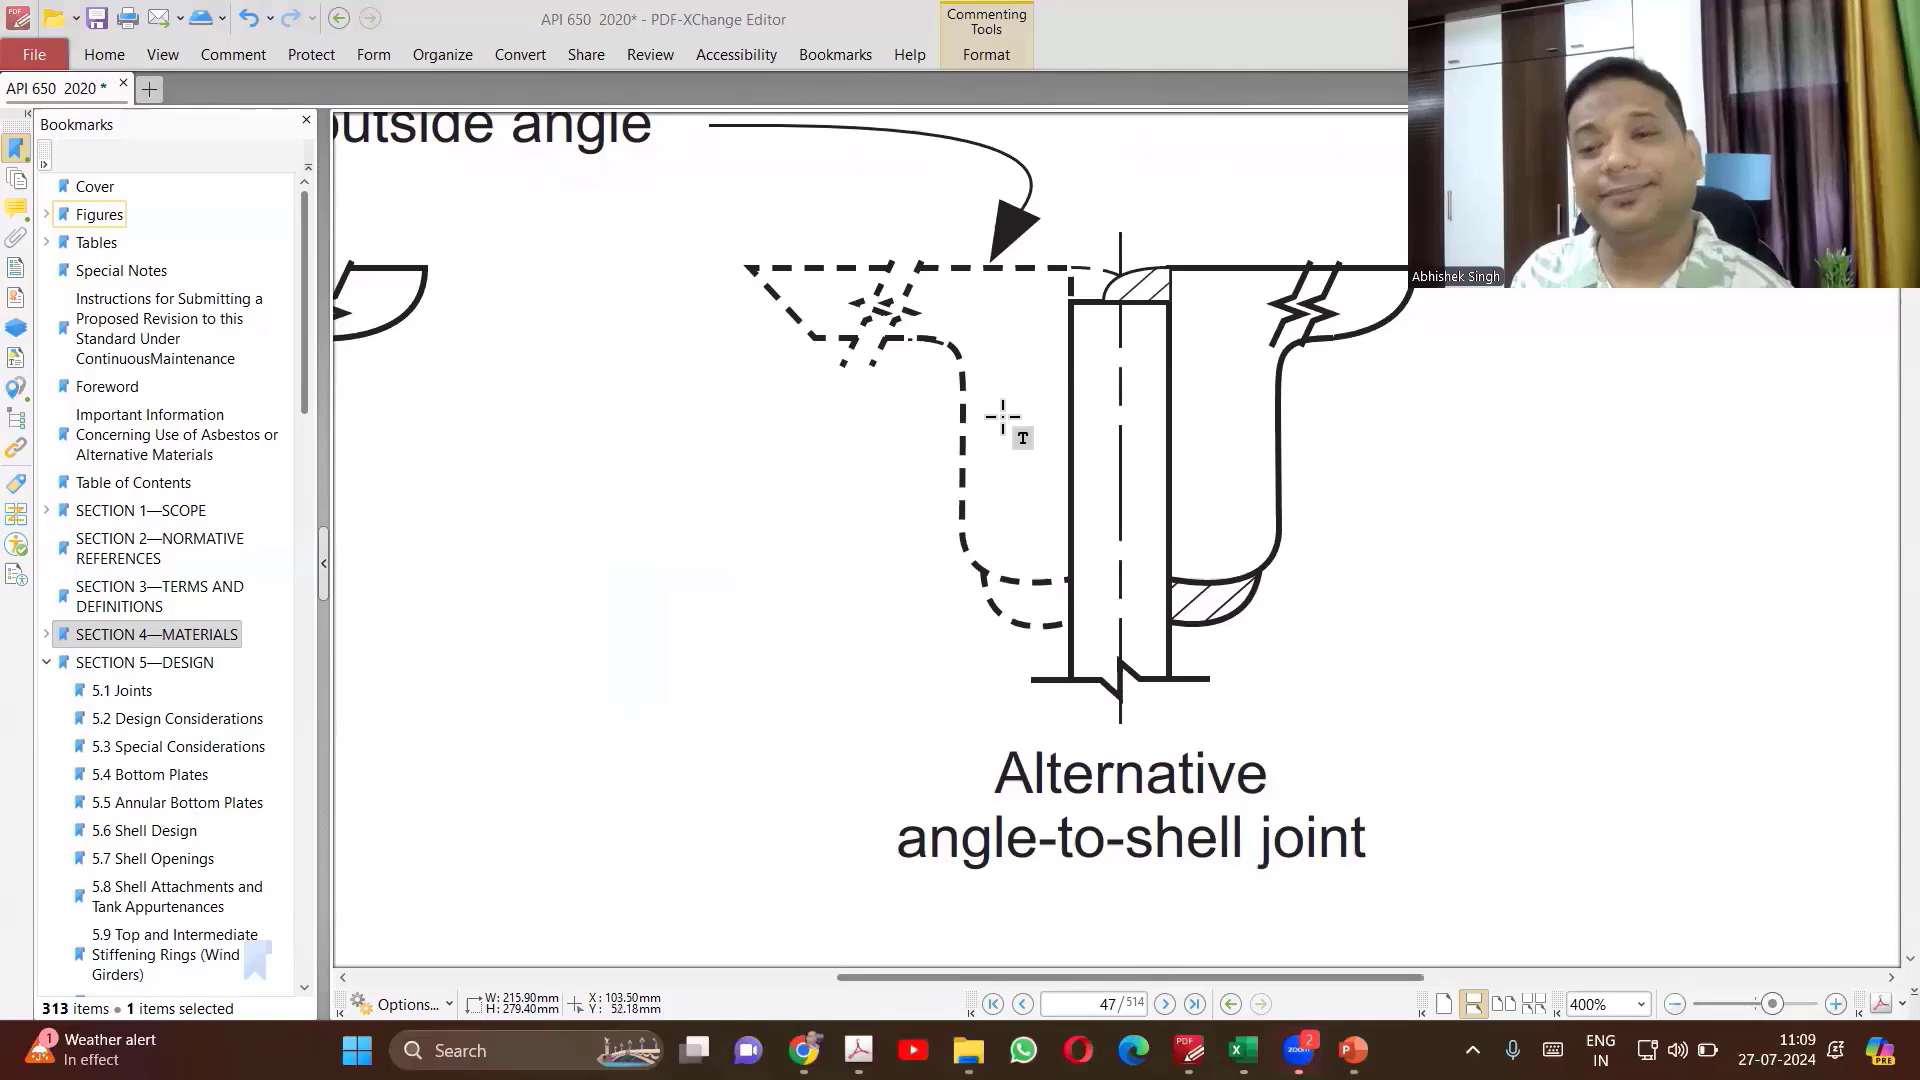 API 650 2020* - PDF-XChange Editor
Commenting
Tools
File Home View Comment Protect Form Organize Convert Share Review Accessibility Bookmarks Help Format
API 650 2020 *
Bookmarks
Cover
Figures
Tables
Special Notes
Instructions for Submitting a
Proposed Revision to this
Standard Under
ContinuousMaintenance
Foreword
Important Information
Concerning Use of Asbestos or
Alternative Materials
Table of Contents
SECTION 1—SCOPE
SECTION 2—NORMATIVE
REFERENCES
SECTION 3—TERMS AND
DEFINITIONS
SECTION 4—MATERIALS
SECTION 5—DESIGN
5.1 Joints
5.2 Design Considerations
5.3 Special Considerations
5.4 Bottom Plates
5.5 Annular Bottom Plates
5.6 Shell Design
5.7 Shell Openings
5.8 Shell Attachments and
Tank Appurtenances
5.9 Top and Intermediate
Stiffening Rings (Wind
Girders)
313 items • 1 items selected
utside angle
T
Alternative
angle-to-shell joint
Abhishek Singh
Options...
W: 215.90mm
H: 279.40mm
X : 103.50mm
Y : 52.18mm
47 / 514
400%
1
Weather alert
In effect
Search
PDF
zoom
2
ENG
IN
11:09
27-07-2024
PRE